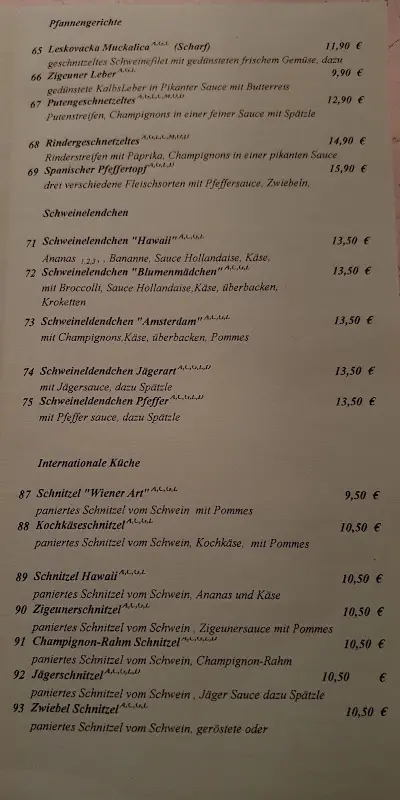 Pfannengerichte
65 Leskovacka Muckalica A,G,L (Scharf) 11,90 €
geschnitzeltes Schweinefilet mit gedünsteten frischem Gemüse, dazu
66 Zigeuner Leber A,G,L 9,90 €
gedünstete KalbsLeber in Pikanter Sauce mit Butterreis
67 Putengeschnetzeltes 12,90 €
Putenstreifen, Champignons in einer feiner Sauce mit Spätzle
68 Rindergeschnetzeltes 14,90 €
Rinderstreifen mit Paprika, Champignons in einer pikanten Sauce
69 Spanischer Pfeffertopf 15,90 €
drei verschiedene Fleischsorten mit Pfeffersauce, Zwiebeln,
Schweinelendchen
71 Schweinelendchen "Hawaii" A,C,G,L 13,50 €
Ananas 1,2,3 , , Bananne, Sauce Hollandaise, Käse,
72 Schweinelendchen "Blumenmädchen" A,C,G,L 13,50 €
mit Broccolli, Sauce Hollandaise,Käse, überbacken,
Kroketten
73 Schweineldendchen "Amsterdam" A,C,G,L 13,50 €
mit Champignons,Käse, überbacken, Pommes
74 Schweineldendchen Jägerart 13,50 €
mit Jägersauce, dazu Spätzle
75 Schweineldendchen Pfeffer 13,50 €
mit Pfeffer sauce, dazu Spätzle
Internationale Küche
87 Schnitzel "Wiener Art" A,C,G,L 9,50 €
paniertes Schnitzel vom Schwein mit Pommes
88 Kochkäseschnitzel A,C,G,L 10,50 €
paniertes Schnitzel vom Schwein, Kochkäse, mit Pommes
89 Schnitzel Hawaii A,C,G,L 10,50 €
paniertes Schnitzel vom Schwein, Ananas und Käse
90 Zigeunerschnitzel A,C,G,L 10,50 €
paniertes Schnitzel vom Schwein , Zigeunersauce mit Pommes
91 Champignon-Rahm Schnitzel 10,50 €
paniertes Schnitzel vom Schwein, Champignon-Rahm
92 Jägerschnitzel 10,50 €
paniertes Schnitzel vom Schwein , Jäger Sauce dazu Spätzle
93 Zwiebel Schnitzel A,C,G,L 10,50 €
paniertes Schnitzel vom Schwein, geröstete oder